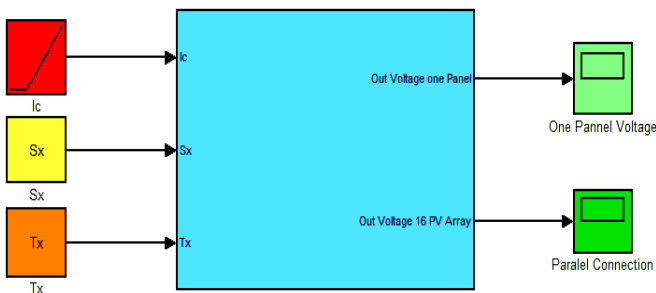 Ic
Ic
Out Voltage one Panel
One Pannel Voltage
Sx
Sx
Sx
Tx
Tx
Out Voltage 16 PV Array
Paralel Connection
Tx